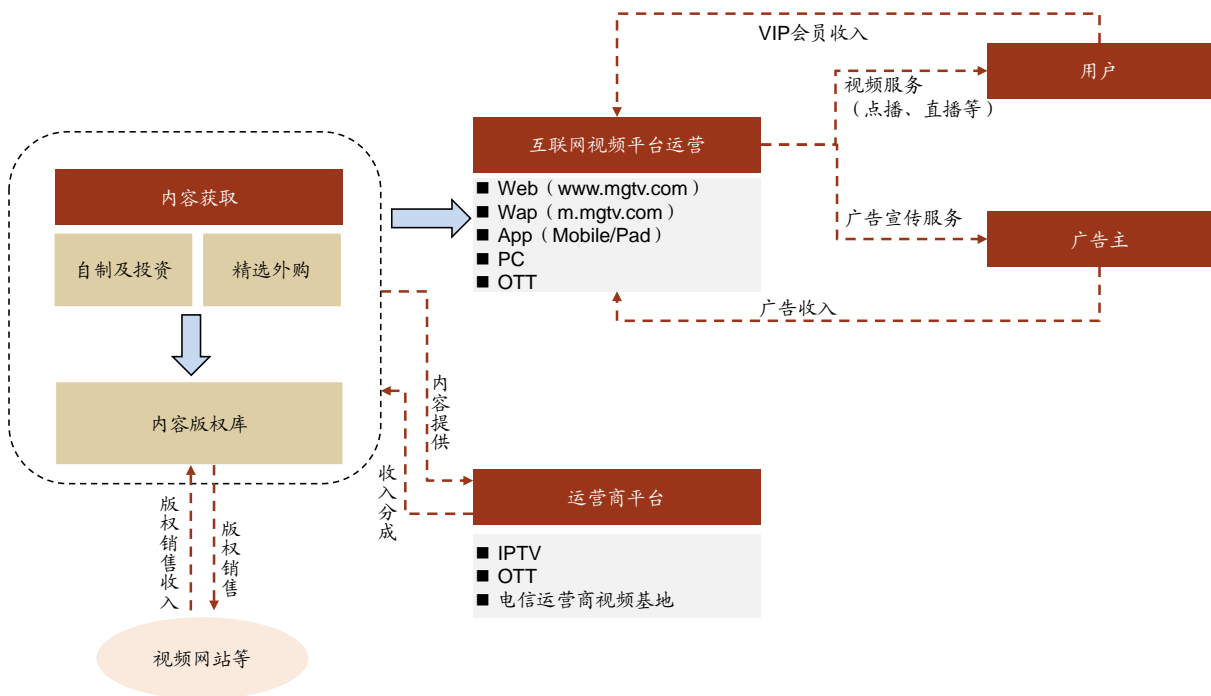 VIP会员收入
用户
视频服务
（点播、直播等）
互联网视频平台运营
内容获取
Web（www.mgtv.com）
Wap（m.mgtv.com）
App（Mobile/Pad）
PC
OTT
广告宣传服务
广告主
自制及投资
精选外购
广告收入
内容提供
内容版权库
收入分成
运营商平台
版权销售收入
版权销售
IPTV
OTT
电信运营商视频基地
视频网站等